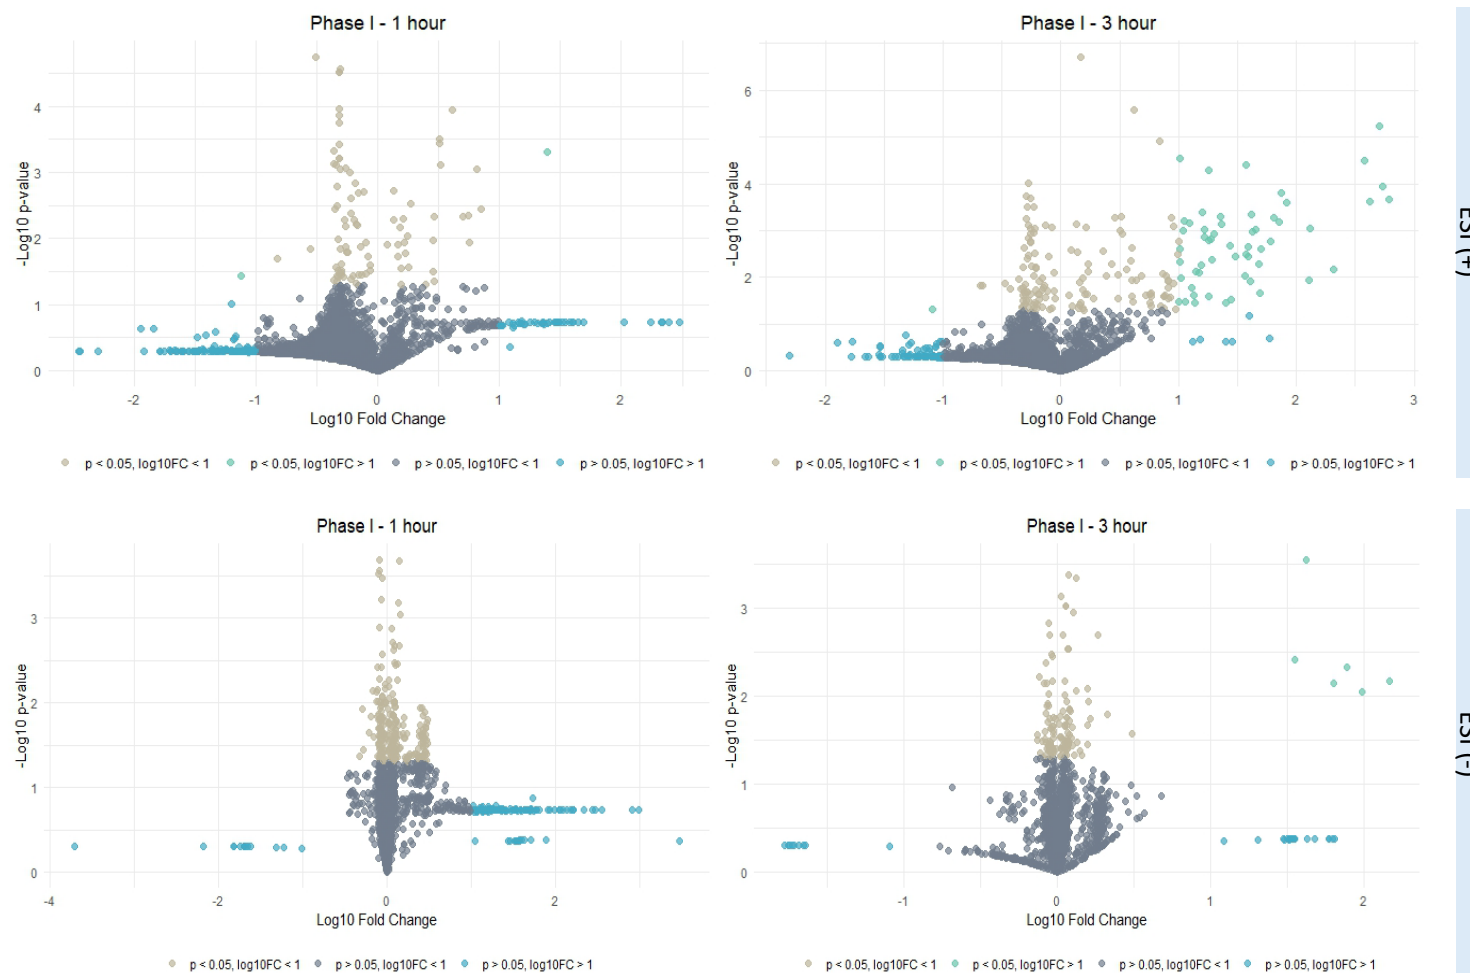 Phase I - 1 hour
Phase I - 3 hour
-Log10 p-value
4
3
2
1
0
-2
-1
0
1
2
Log10 Fold Change
p < 0.05, log10FC < 1
p < 0.05, log10FC > 1
p > 0.05, log10FC < 1
p > 0.05, log10FC > 1
-Log10 p-value
6
4
2
0
-2
-1
0
1
2
3
Log10 Fold Change
p < 0.05, log10FC < 1
p < 0.05, log10FC > 1
p > 0.05, log10FC < 1
p > 0.05, log10FC > 1
ESI (+)
Phase I - 1 hour
Phase I - 3 hour
-Log10 p-value
3
2
1
0
-4
-2
0
2
Log10 Fold Change
p < 0.05, log10FC < 1
p > 0.05, log10FC < 1
p > 0.05, log10FC > 1
-Log10 p-value
3
2
1
0
-1
0
1
2
Log10 Fold Change
p < 0.05, log10FC < 1
p < 0.05, log10FC > 1
p > 0.05, log10FC < 1
p > 0.05, log10FC > 1
ESI (-)